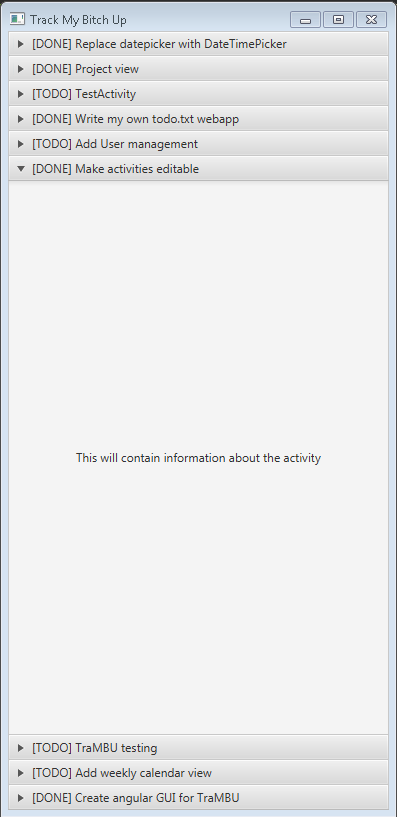 Track My Bitch Up
[DONE] Replace datepicker with DateTimePicker
[DONE] Project view
[TODO] TestActivity
[DONE] Write my own todo.txt webapp
[TODO] Add User management
[DONE] Make activities editable
This will contain information about the activity
[TODO] TraMBU testing
[TODO] Add weekly calendar view
[DONE] Create angular GUI for TraMBU